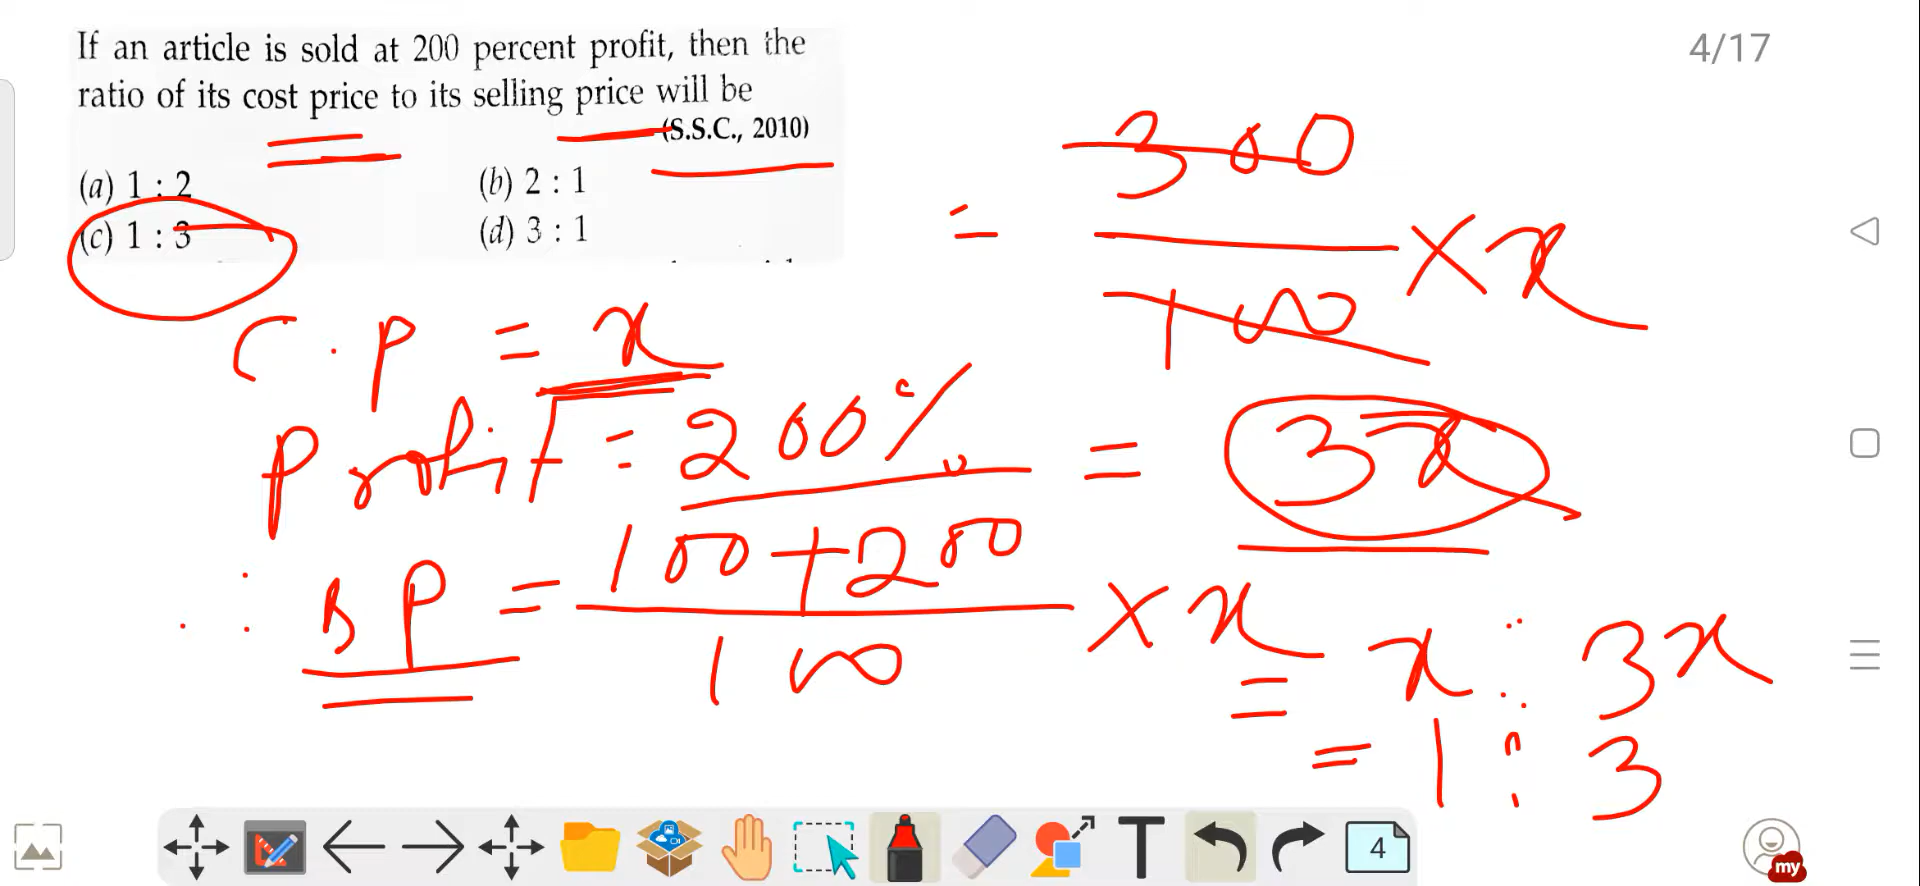 If an article is sold at 200 percent profit, then the
ratio of its cost price to its selling price will be
(S.S.C., 2010)
(a) 1 : 2 (b) 2 : 1
(c) 1 : 3 (d) 3 : 1
4/17
C.P = x
Profit = 200%
∴ SP = 100+200 / 100 × x
= 300 / 100 × x
= 3x
= x : 3x
= 1 : 3
T
4
my